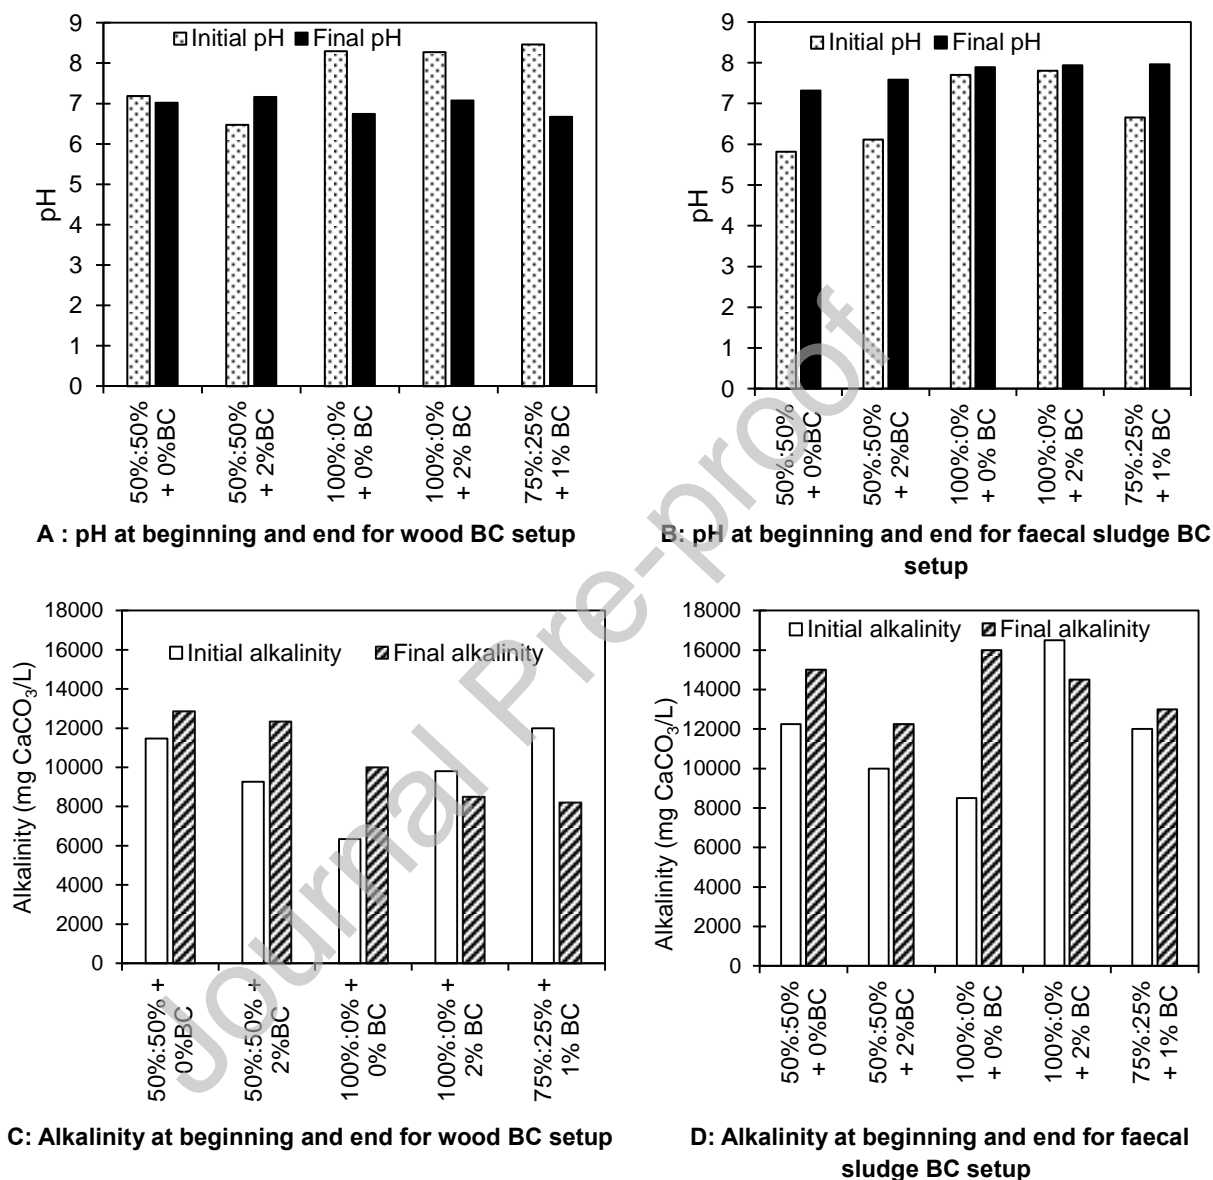 9
8
7
6
5
4
3
2
1
0
pH
Initial pH Final pH
50%:50%
+ 0%BC
50%:50%
+ 2%BC
100%:0%
+ 0% BC
100%:0%
+ 2% BC
75%:25%
+ 1% BC
A : pH at beginning and end for wood BC setup
9
8
7
6
5
4
3
2
1
0
pH
Initial pH Final pH
50%:50%
+ 0%BC
50%:50%
+ 2%BC
100%:0%
+ 0% BC
100%:0%
+ 2% BC
75%:25%
+ 1% BC
B: pH at beginning and end for faecal sludge BC
setup
18000
16000
14000
12000
10000
8000
6000
4000
2000
0
Alkalinity (mg CaCO3/L)
Initial alkalinity Final alkalinity
50%:50% +
0%BC
50%:50% +
2%BC
100%:0% +
0% BC
100%:0% +
2% BC
75%:25% +
1% BC
C: Alkalinity at beginning and end for wood BC setup
18000
16000
14000
12000
10000
8000
6000
4000
2000
0
Alkalinity (mg CaCO3/L)
Initial alkalinity Final alkalinity
50%:50%
+ 0%BC
50%:50%
+ 2%BC
100%:0%
+ 0% BC
100%:0%
+ 2% BC
75%:25%
+ 1% BC
D: Alkalinity at beginning and end for faecal
sludge BC setup
Journal Pre-proof